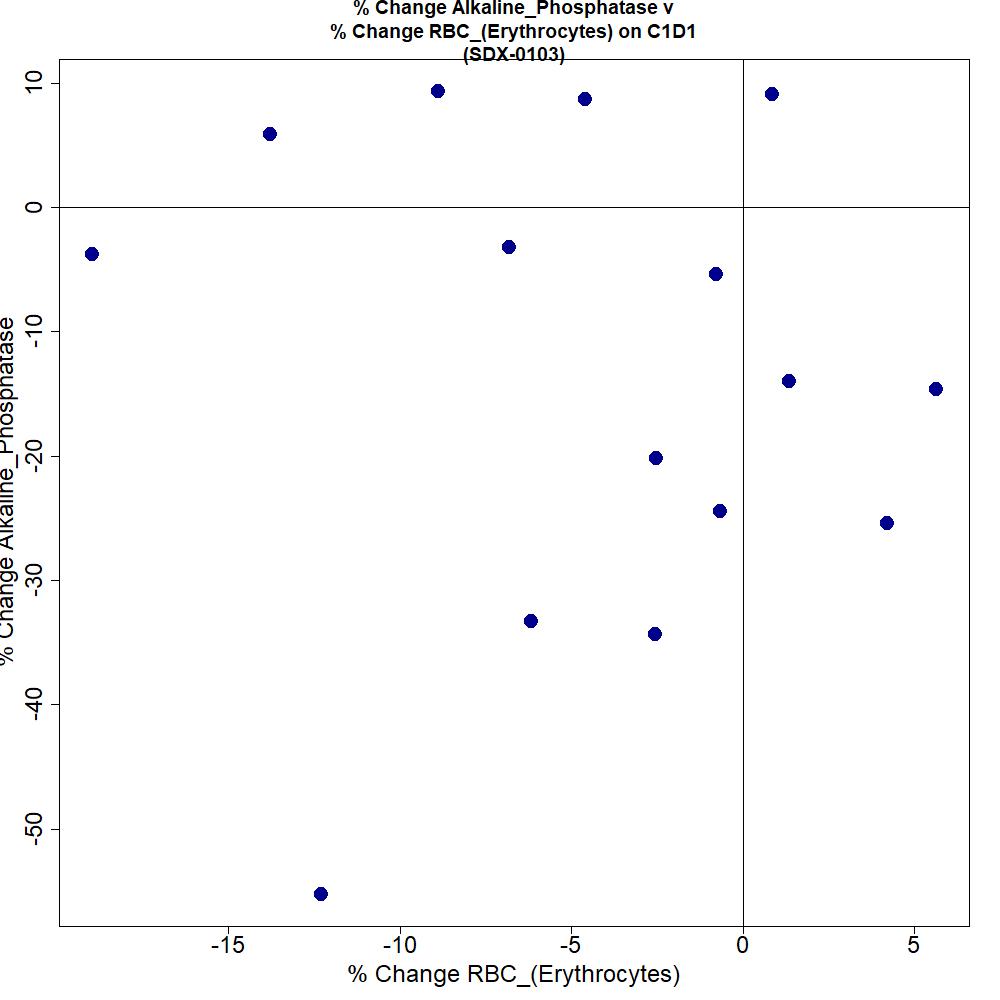 % Change Alkaline_Phosphatase v
% Change RBC_(Erythrocytes) on C1D1
(SDX-0103)
% Change Alkaline_Phosphatase
10
0
-10
-20
-30
-40
-50
-15
-10
-5
0
5
% Change RBC_(Erythrocytes)